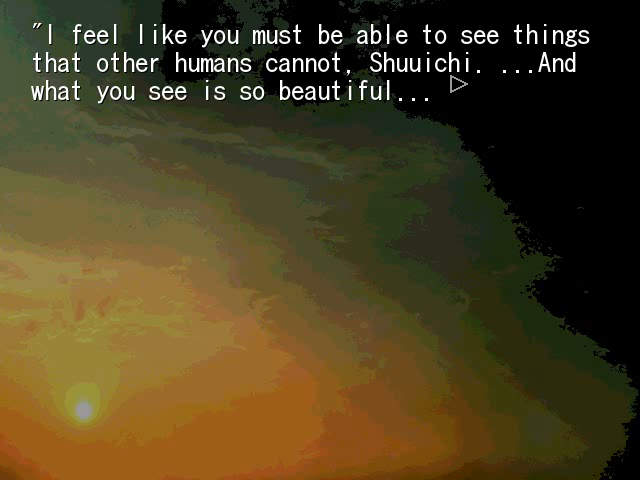 "I feel like you must be able to see things
that other humans cannot, Shuuichi. ...And
what you see is so beautiful...